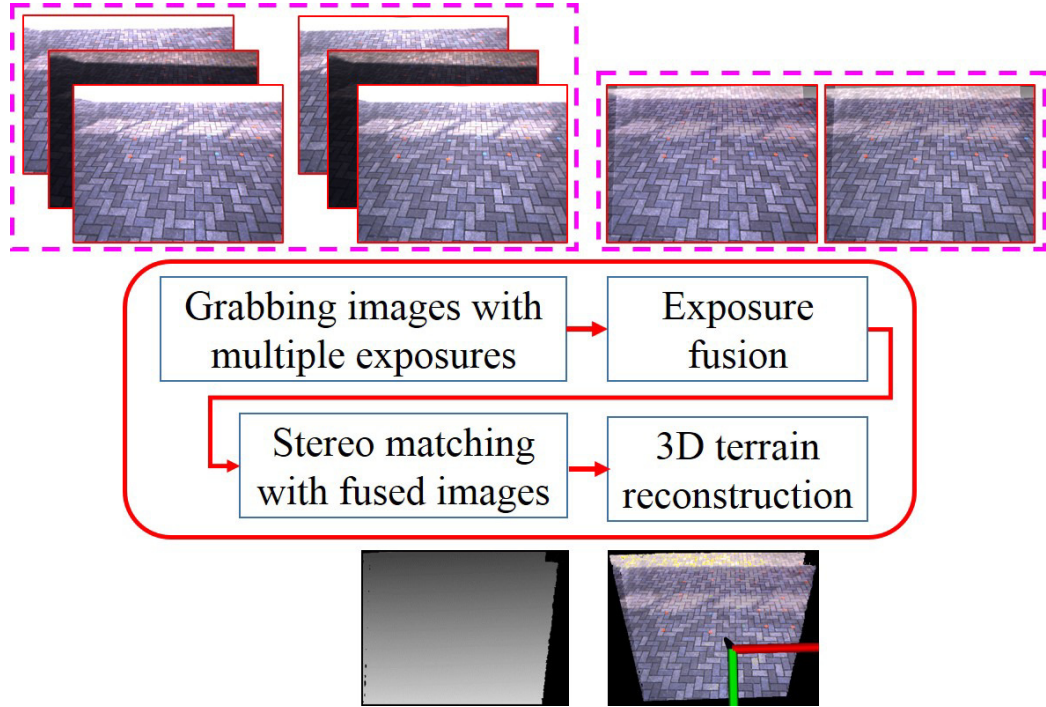 Grabbing images with
multiple exposures
Exposure
fusion
Stereo matching
with fused images
3D terrain
reconstruction